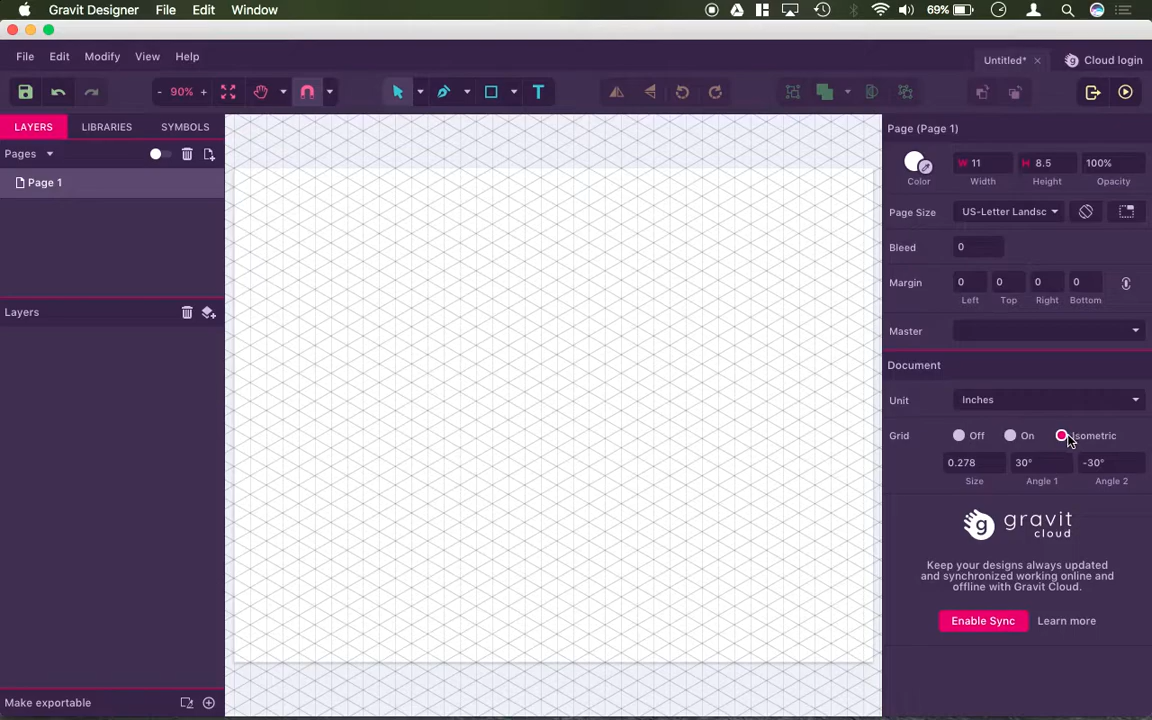 Gravit Designer File Edit Window 69%
File Edit Modify View Help Untitled* × Cloud login
- 90% + T
LAYERS LIBRARIES SYMBOLS
Pages
Page 1
Layers
Make exportable
Page (Page 1)
W 11 H 8.5 100%
Color Width Height Opacity
Page Size US-Letter Landsc
Bleed 0
Margin 0 0 0 0
Left Top Right Bottom
Master
Document
Unit Inches
Grid Off On Isometric
0.278 30° -30°
Size Angle 1 Angle 2
g gravit
cloud
Keep your designs always updated
and synchronized working online and
offline with Gravit Cloud.
Enable Sync Learn more